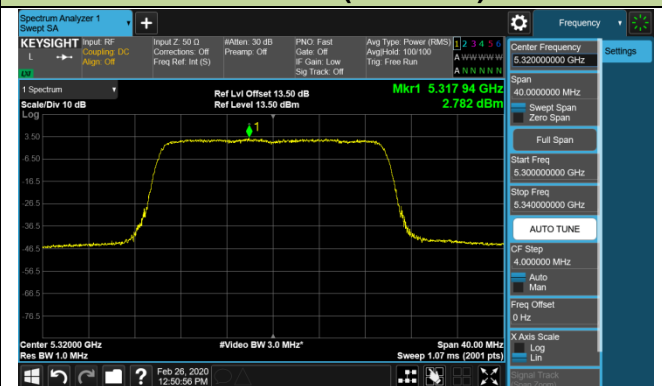 Spectrum Analyzer 1
Swept SA
+
Frequency
KEYSIGHT
L
LXI
Input: RF
Coupling: DC
Align: Off
Input Z: 50 Ω
Corrections: Off
Freq Ref: Int (S)
#Atten: 30 dB
Preamp: Off
PNO: Fast
Gate: Off
IF Gain: Low
Sig Track: Off
Avg Type: Power (RMS)
Avg|Hold: 100/100
Trig: Free Run
1 2 3 4 5 6
A W W W W W
A N N N N N
1 Spectrum
Scale/Div 10 dB
Ref Lvl Offset 13.50 dB
Ref Level 13.50 dBm
Mkr1 5.317 94 GHz
2.782 dBm
Log
1
3.50
-6.50
-16.5
-26.5
-36.5
-46.5
-56.5
-66.5
-76.5
Center 5.32000 GHz
Res BW 1.0 MHz
#Video BW 3.0 MHz*
Span 40.00 MHz
Sweep 1.07 ms (2001 pts)
Center Frequency
5.320000000 GHz
Settings
Span
40.0000000 MHz
Swept Span
Zero Span
Full Span
Start Freq
5.300000000 GHz
Stop Freq
5.340000000 GHz
AUTO TUNE
CF Step
4.000000 MHz
Auto
Man
Freq Offset
0 Hz
X Axis Scale
Log
Lin
Signal Track
(Span Zoom)
?
Feb 26, 2020
12:50:56 PM